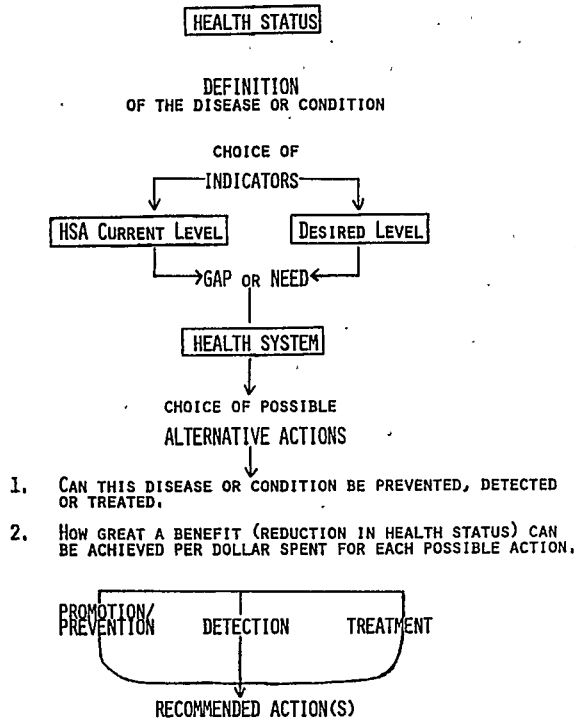 HEALTH STATUS
DEFINITION
OF THE DISEASE OR CONDITION
CHOICE OF
INDICATORS
HSA CURRENT LEVEL
DESIRED LEVEL
GAP OR NEED
HEALTH SYSTEM
CHOICE OF POSSIBLE
ALTERNATIVE ACTIONS
1. CAN THIS DISEASE OR CONDITION BE PREVENTED, DETECTED
OR TREATED.
2. HOW GREAT A BENEFIT (REDUCTION IN HEALTH STATUS) CAN
BE ACHIEVED PER DOLLAR SPENT FOR EACH POSSIBLE ACTION.
PROMOTION/
PREVENTION
DETECTION
TREATMENT
RECOMMENDED ACTION(S)